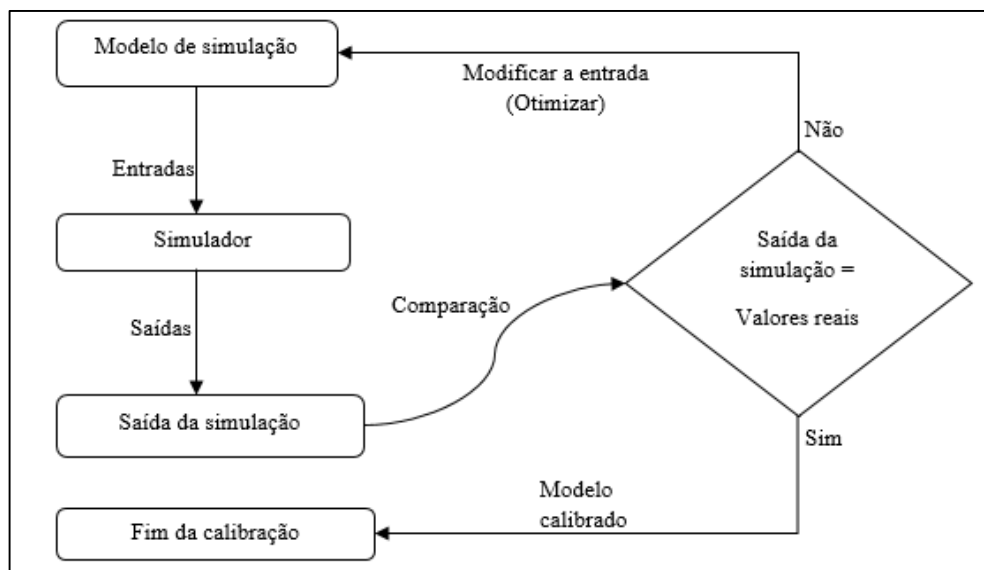 Modelo de simulação
Modificar a entrada
(Otimizar)
Não
Entradas
Simulador
Saída da
simulação =
Valores reais
Comparação
Saídas
Saída da simulação
Sim
Modelo
calibrado
Fim da calibração